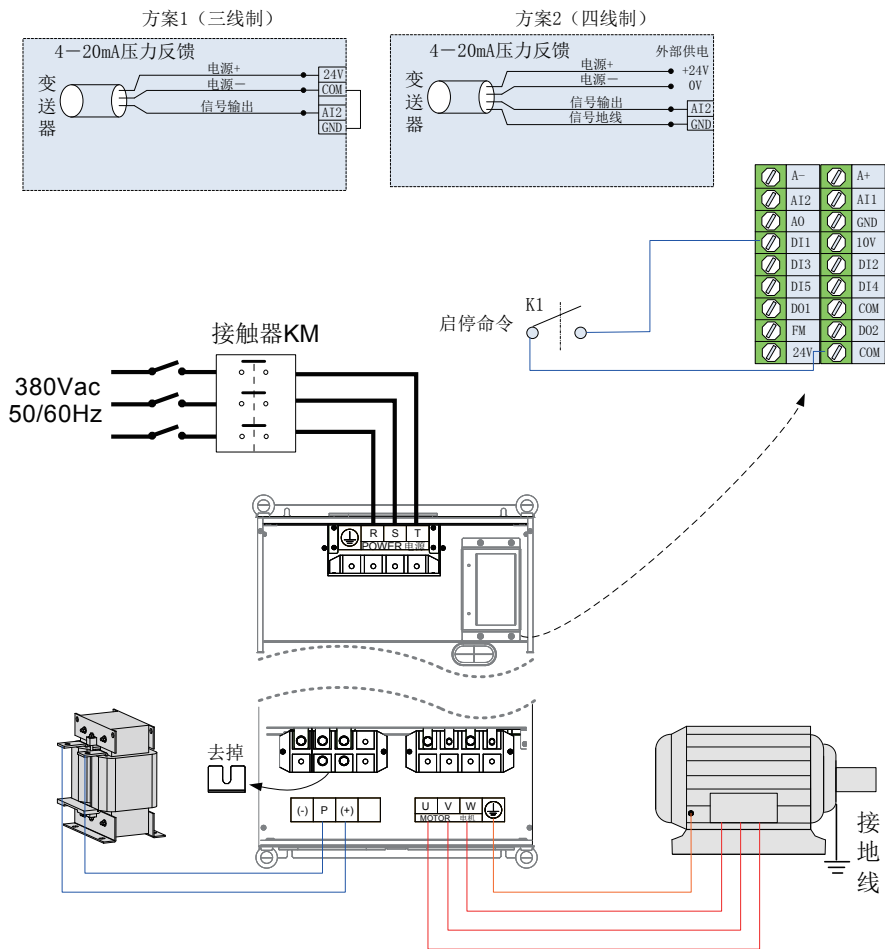 方案1（三线制）
4－20mA压力反馈
变送器
电源+
24V
电源－
COM
信号输出
AI2
GND
方案2（四线制）
4－20mA压力反馈
外部供电
变送器
电源+
+24V
电源－
0V
信号输出
AI2
信号地线
GND
A- A+
AI2 AI1
AO GND
DI1 10V
DI3 DI2
DI5 DI4
DO1 COM
FM DO2
24V COM
K1
启停命令
接触器KM
380Vac
50/60Hz
R S T
POWER 电源
去掉
(-) P (+)
U V W
MOTOR 电机
接地线